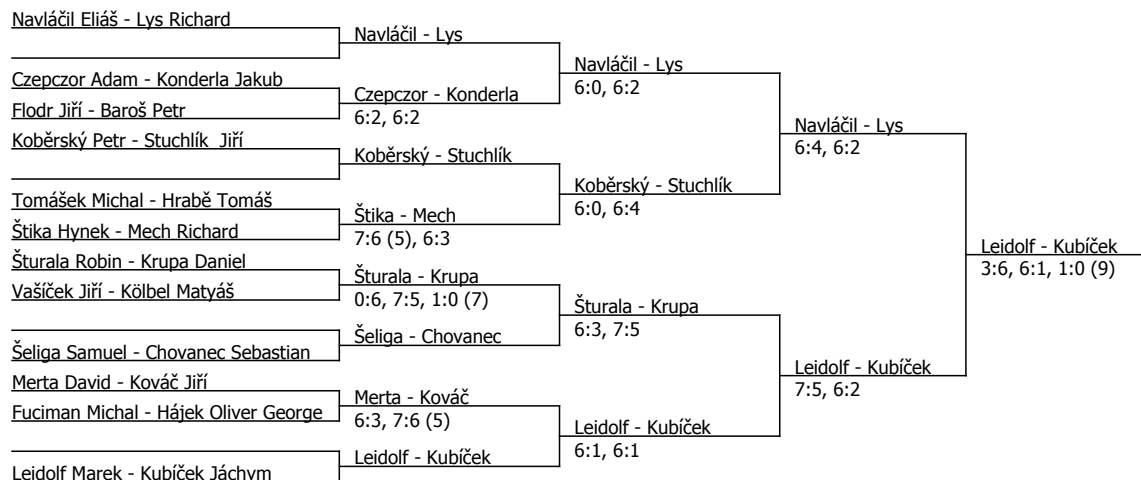 Navláčil Eliáš - Lys Richard
Czepczor Adam - Konderla Jakub
Flodr Jiří - Baroš Petr
Koběrský Petr - Stuchlík  Jiří
Tomášek Michal - Hrabě Tomáš
Štika Hynek - Mech Richard
Šturala Robin - Krupa Daniel
Vašíček Jiří - Kölbel Matyáš
Šeliga Samuel - Chovanec Sebastian
Merta David - Kováč Jiří
Fuciman Michal - Hájek Oliver George
Leidolf Marek - Kubíček Jáchym
Navláčil - Lys
Czepczor - Konderla
6:2, 6:2
Koběrský - Stuchlík
Štika - Mech
7:6 (5), 6:3
Šturala - Krupa
0:6, 7:5, 1:0 (7)
Šeliga - Chovanec
Merta - Kováč
6:3, 7:6 (5)
Leidolf - Kubíček
Navláčil - Lys
6:0, 6:2
Koběrský - Stuchlík
6:0, 6:4
Šturala - Krupa
6:3, 7:5
Leidolf - Kubíček
6:1, 6:1
Navláčil - Lys
6:4, 6:2
Leidolf - Kubíček
7:5, 6:2
Leidolf - Kubíček
3:6, 6:1, 1:0 (9)